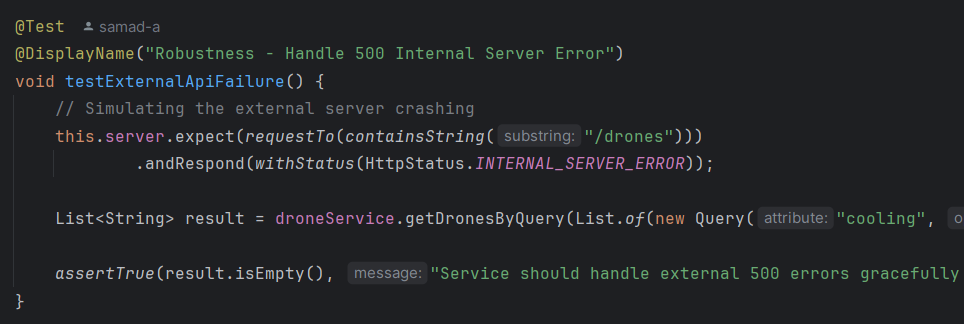 @Test samad-a
@DisplayName("Robustness - Handle 500 Internal Server Error")
void testExternalApiFailure() {
// Simulating the external server crashing
this.server.expect(requestTo(containsString( substring: "/drones")))
.andRespond(withStatus(HttpStatus.INTERNAL_SERVER_ERROR));
List<String> result = droneService.getDronesByQuery(List.of(new Query( attribute: "cooling", o
assertTrue(result.isEmpty(), message: "Service should handle external 500 errors gracefully
}